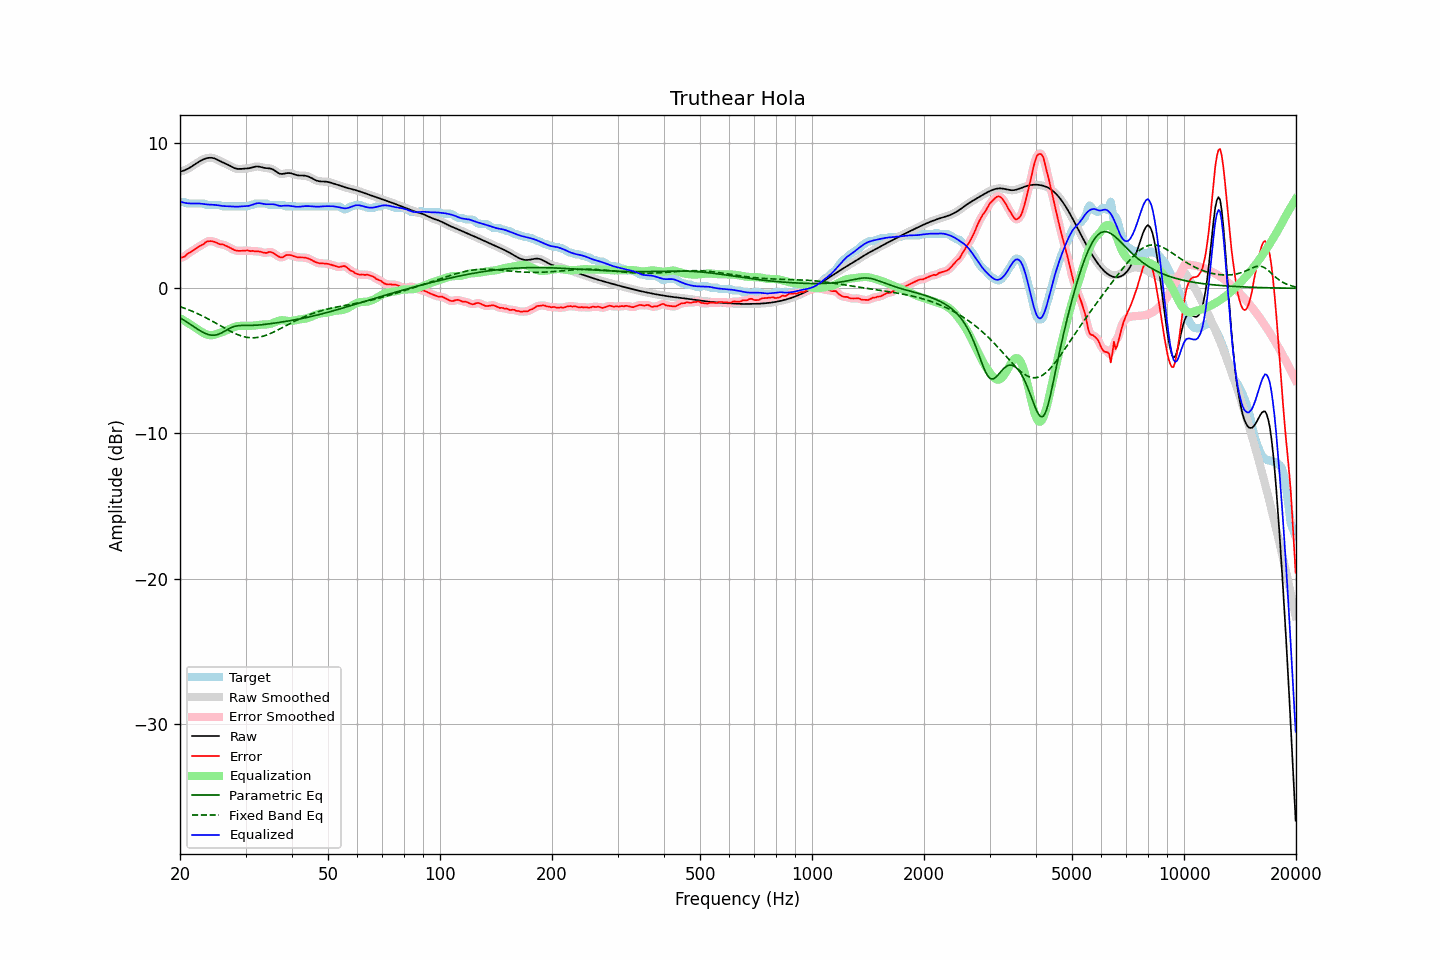 Truthear Hola
10
0
−10
−20
−30
Amplitude (dBr)
Target
Raw Smoothed
Error Smoothed
Raw
Error
Equalization
Parametric Eq
Fixed Band Eq
Equalized
20 50 100 200 500 1000 2000 5000 10000 20000
Frequency (Hz)